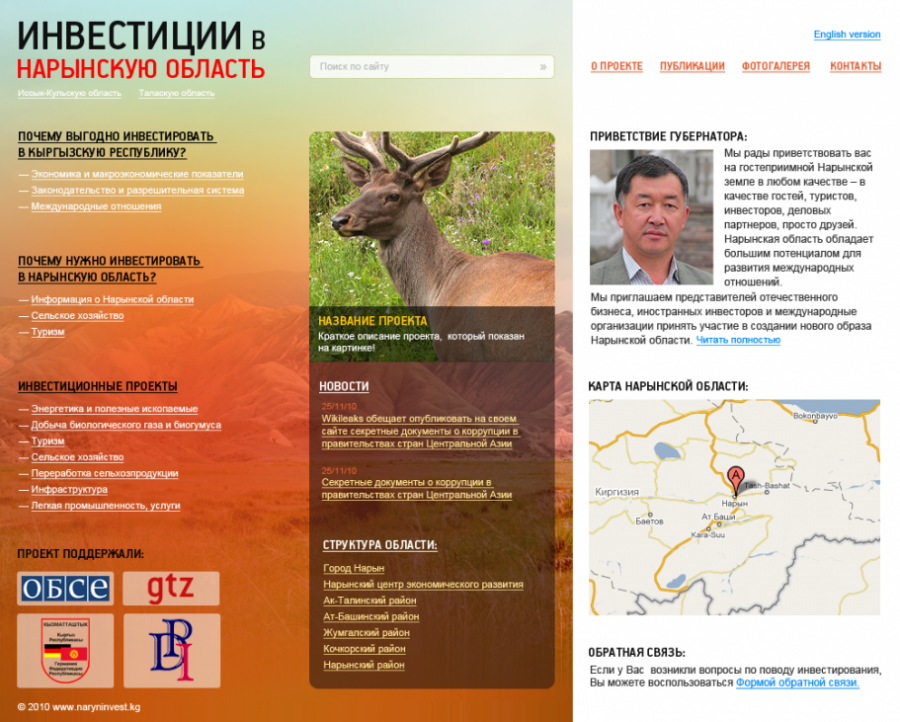 ИНВЕСТИЦИИ В
НАРЫНСКУЮ ОБЛАСТЬ
Иссык-Кульскую область Таласкую область
Поиск по сайту »
English version
О ПРОЕКТЕ ПУБЛИКАЦИИ ФОТОГАЛЕРЕЯ КОНТАКТЫ
ПОЧЕМУ ВЫГОДНО ИНВЕСТИРОВАТЬ
В КЫРГЫЗСКУЮ РЕСПУБЛИКУ?
— Экономика и макроэкономические показатели
— Законодательство и разрешительная система
— Международные отношения
ПОЧЕМУ НУЖНО ИНВЕСТИРОВАТЬ
В НАРЫНСКУЮ ОБЛАСТЬ?
— Информация о Нарынской области
— Сельское хозяйство
— Туризм
ИНВЕСТИЦИОННЫЕ ПРОЕКТЫ
— Энергетика и полезные ископаемые
— Добыча биологического газа и биогумуса
— Туризм
— Сельское хозяйство
— Переработка сельхозпродукции
— Инфраструктура
— Легкая промышленность, услуги
ПРОЕКТ ПОДДЕРЖАЛИ:
ОБСЕ
gtz
КЫЗМАТТАШТЫК
Кыргыз
Республикасы
Германия
Федеративдик
Республикасы
DPI
© 2010 www.naryninvest.kg
НАЗВАНИЕ ПРОЕКТА
Краткое описание проекта, который показан
на картинке!
НОВОСТИ
25/11/10
Wikileaks обещает опубликовать на своем
сайте секретные документы о коррупции в
правительствах стран Центральной Азии
25/11/10
Секретные документы о коррупции в
правительствах стран Центральной Азии
СТРУКТУРА ОБЛАСТИ:
Город Нарын
Нарынский центр экономического развития
Ак-Талинский район
Ат-Башинский район
Жумгалский район
Кочкорский район
Нарынский район
ПРИВЕТСТВИЕ ГУБЕРНАТОРА:
Мы рады приветствовать вас
на гостеприимной Нарынской
земле в любом качестве – в
качестве гостей, туристов,
инвесторов, деловых
партнеров, просто друзей.
Нарынская область обладает
большим потенциалом для
развития международных
отношений.
Мы приглашаем представителей отечественного
бизнеса, иностранных инвесторов и международные
организации принять участие в создании нового образа
Нарынской области. Читать полностью
КАРТА НАРЫНСКОЙ ОБЛАСТИ:
Bokonbayvo
A
Tash-Bashat
Киргизия
Нарын
Баетов
Ат Баши
Kara-Suu
ОБРАТНАЯ СВЯЗЬ:
Если у Вас возникли вопросы по поводу инвестирования,
Вы можете воспользоваться Формой обратной связи.